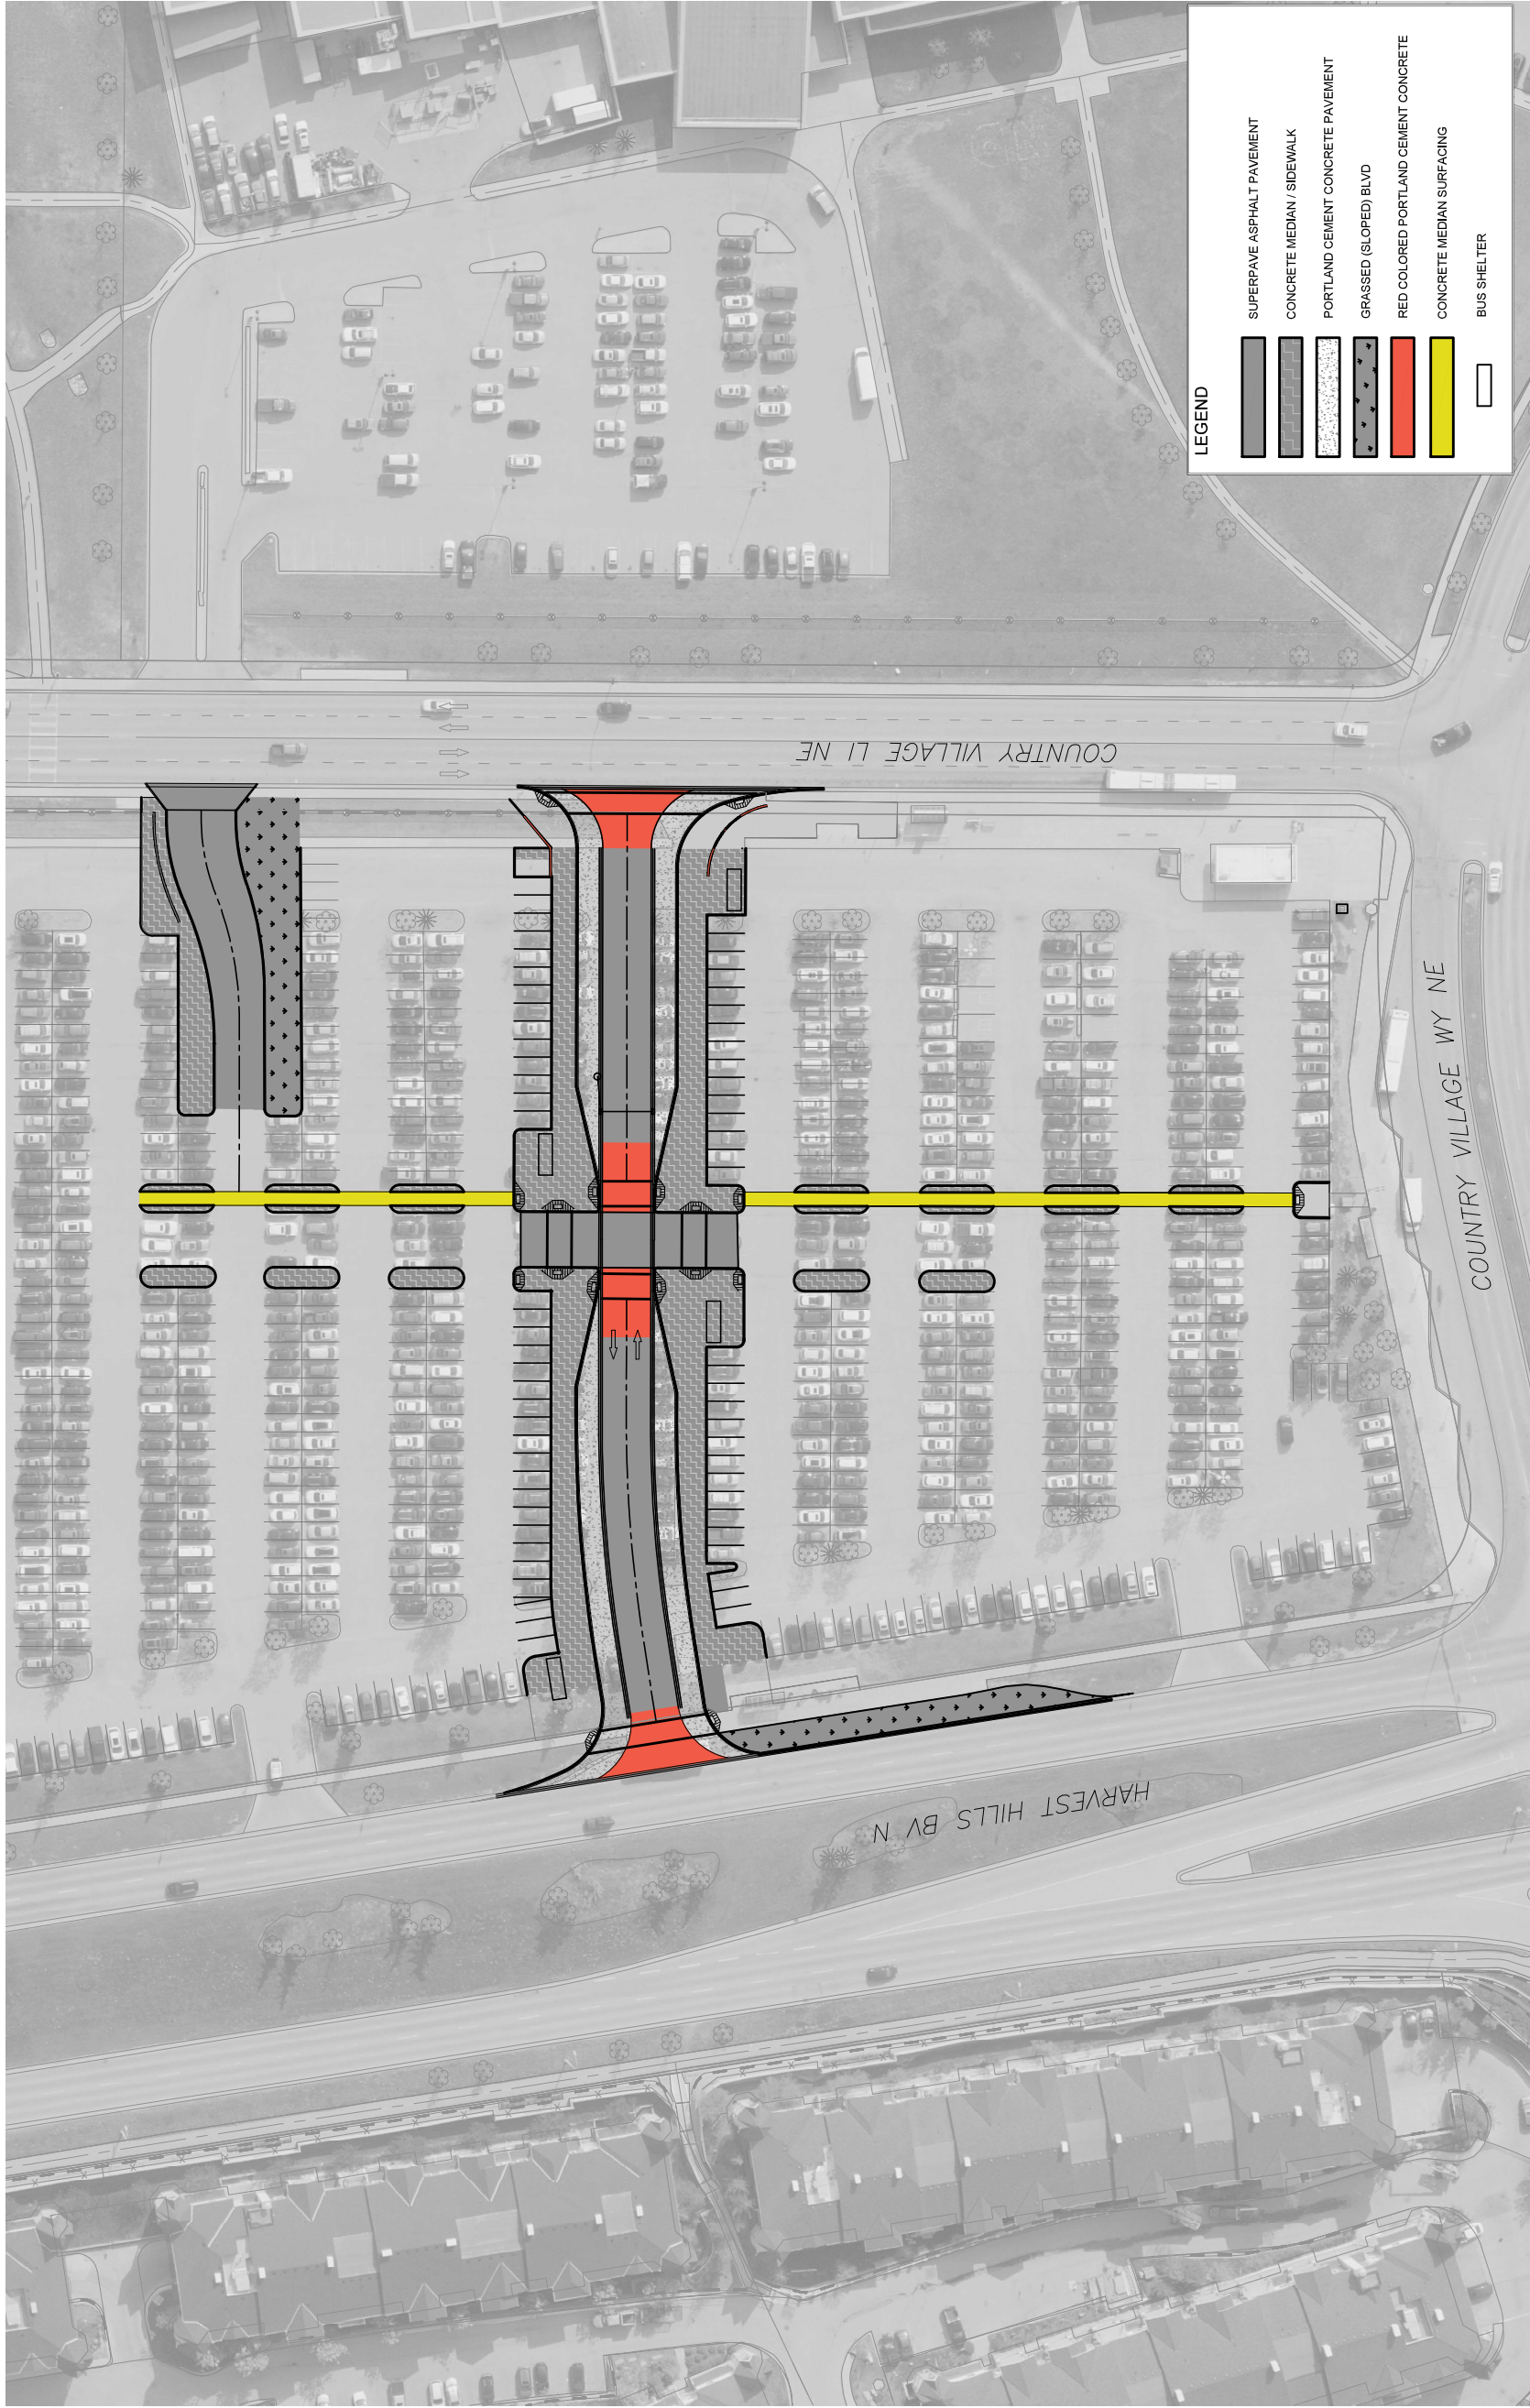 LEGEND
SUPERPAVE ASPHALT PAVEMENT
CONCRETE MEDIAN / SIDEWALK
PORTLAND CEMENT CONCRETE PAVEMENT
GRASSED (SLOPED) BLVD
RED COLORED PORTLAND CEMENT CONCRETE
CONCRETE MEDIAN SURFACING
BUS SHELTER
COUNTRY VILLAGE LI NE
COUNTRY VILLAGE WY NE
HARVEST HILLS BV N